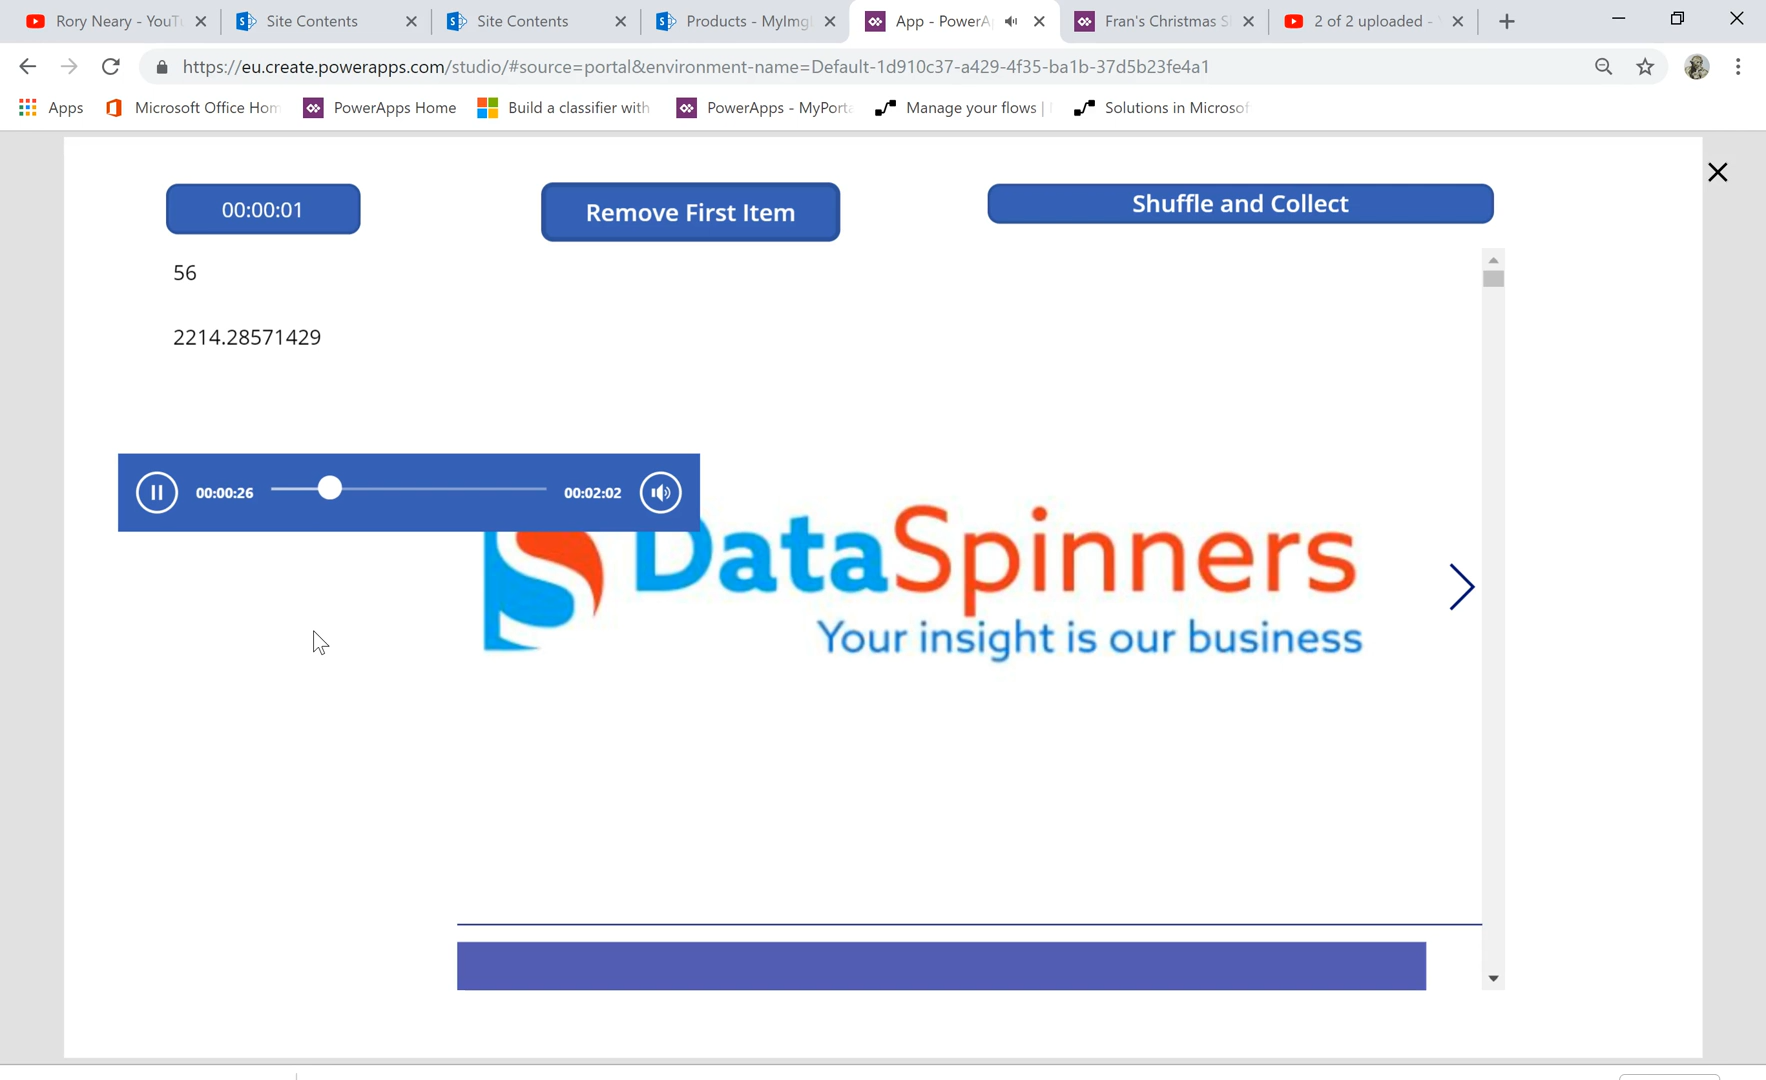 Rory Neary - YouT
Site Contents
Site Contents
Products - MyImg
App - PowerA
Fran's Christmas S
2 of 2 uploaded -
https://eu.create.powerapps.com/studio/#source=portal&environment-name=Default-1d910c37-a429-4f35-ba1b-37d5b23fe4a1
Apps
Microsoft Office Hom
PowerApps Home
Build a classifier with
PowerApps - MyPorta
Manage your flows |
Solutions in Microsof
00:00:01
Remove First Item
Shuffle and Collect
56
2214.28571429
00:00:26
00:02:02
DataSpinners
Your insight is our business